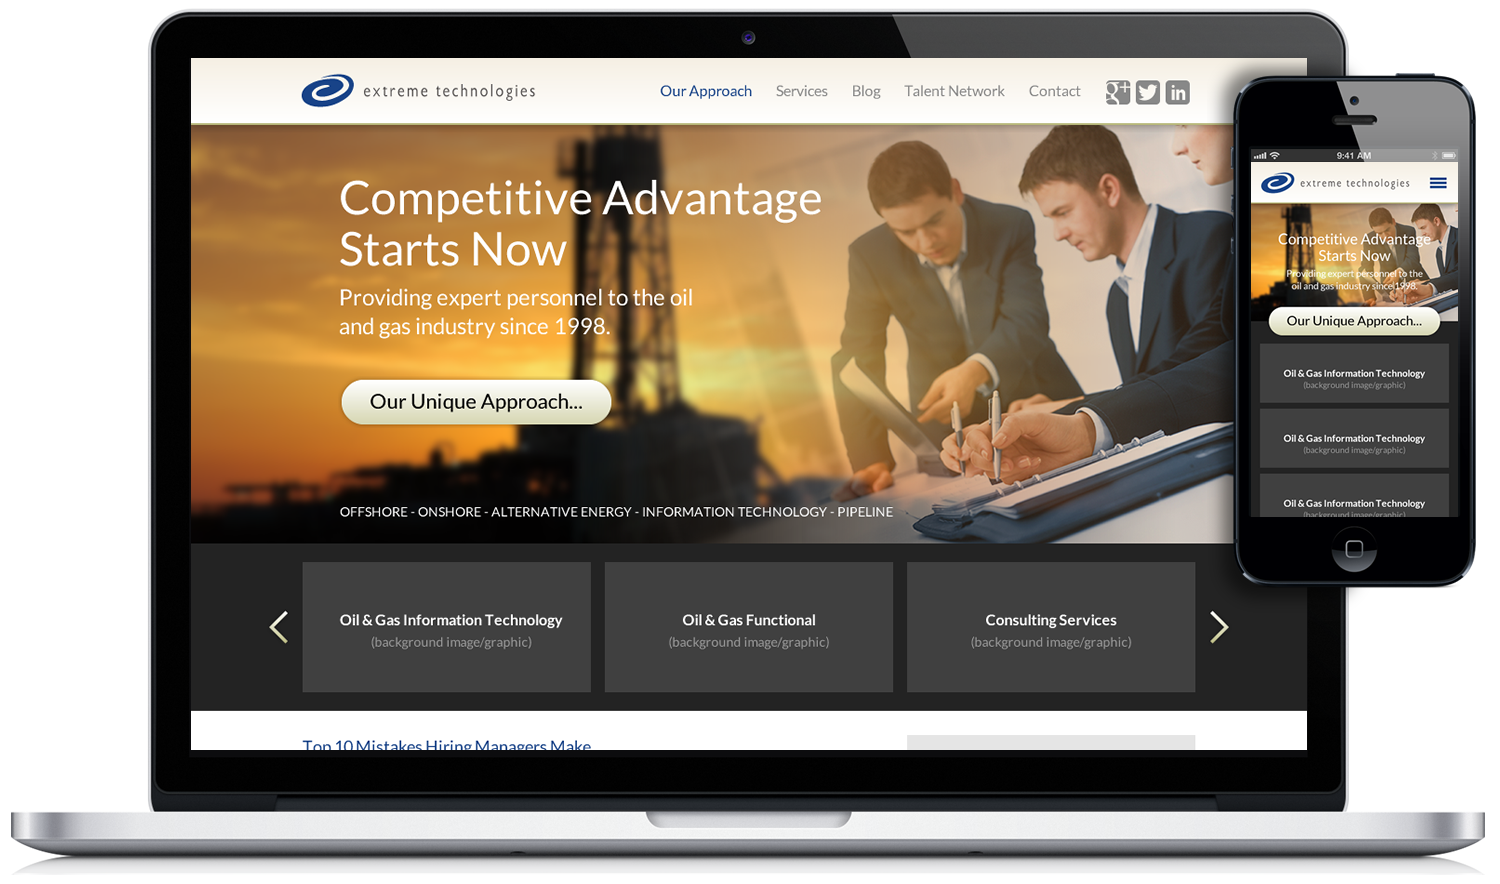 extreme technologies
Our Approach Services Blog Talent Network Contact
Competitive Advantage
Starts Now
Providing expert personnel to the oil
and gas industry since 1998.
Our Unique Approach...
OFFSHORE - ONSHORE - ALTERNATIVE ENERGY - INFORMATION TECHNOLOGY - PIPELINE
Oil & Gas Information Technology
(background image/graphic)
Oil & Gas Functional
(background image/graphic)
Consulting Services
(background image/graphic)
Top 10 Mistakes Hiring Managers Make
9:41 AM
extreme technologies
Competitive Advantage
Starts Now
Providing expert personnel to the
oil and gas industry since1998.
Our Unique Approach...
Oil & Gas Information Technology
(background image/graphic)
Oil & Gas Information Technology
(background image/graphic)
Oil & Gas Information Technology
(background image/graphic)